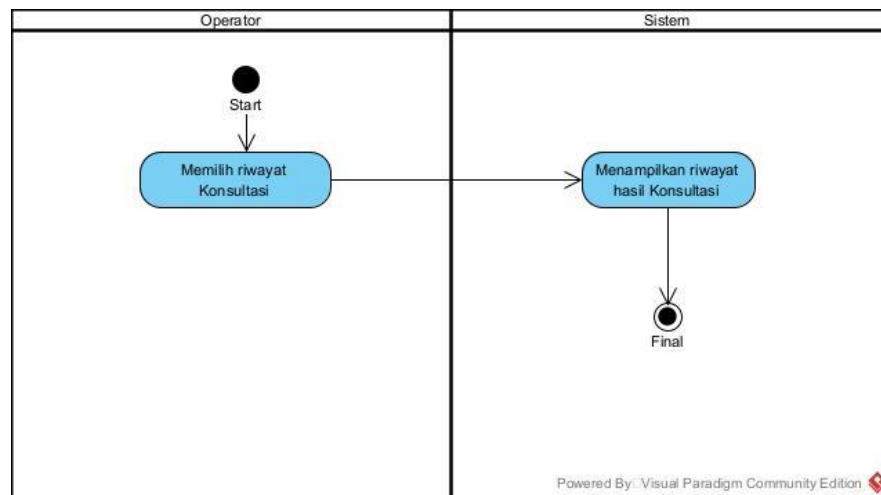 Operator
Sistem
Start
Memilih riwayat
Konsultasi
Menampilkan riwayat
hasil Konsultasi
Final
Powered By Visual Paradigm Community Edition